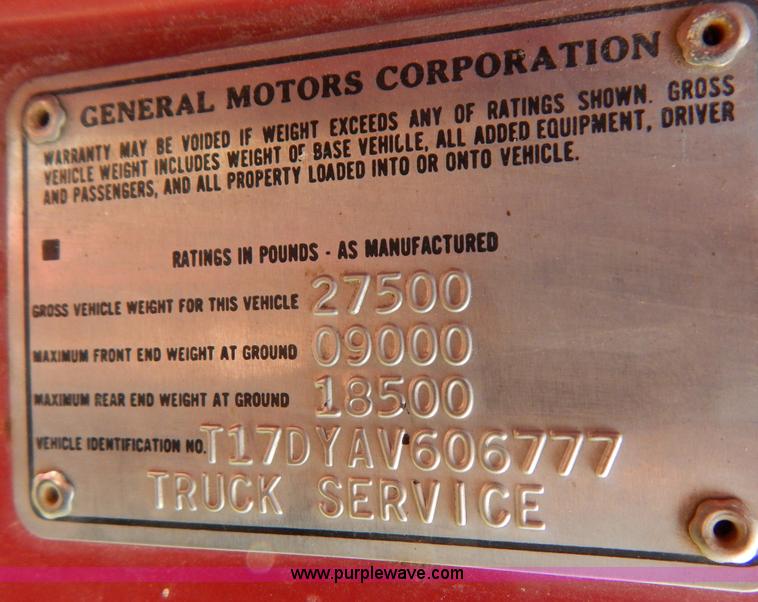 GENERAL MOTORS CORPORATION
WARRANTY MAY BE VOIDED IF WEIGHT EXCEEDS ANY OF RATINGS SHOWN. GROSS
VEHICLE WEIGHT INCLUDES WEIGHT OF BASE VEHICLE, ALL ADDED EQUIPMENT, DRIVER
AND PASSENGERS, AND ALL PROPERTY LOADED INTO OR ONTO VEHICLE.
RATINGS IN POUNDS - AS MANUFACTURED
GROSS VEHICLE WEIGHT FOR THIS VEHICLE 27500
MAXIMUM FRONT END WEIGHT AT GROUND 09000
MAXIMUM REAR END WEIGHT AT GROUND 18500
VEHICLE IDENTIFICATION NO. T17DYAV606777
TRUCK SERVICE
www.purplewave.com